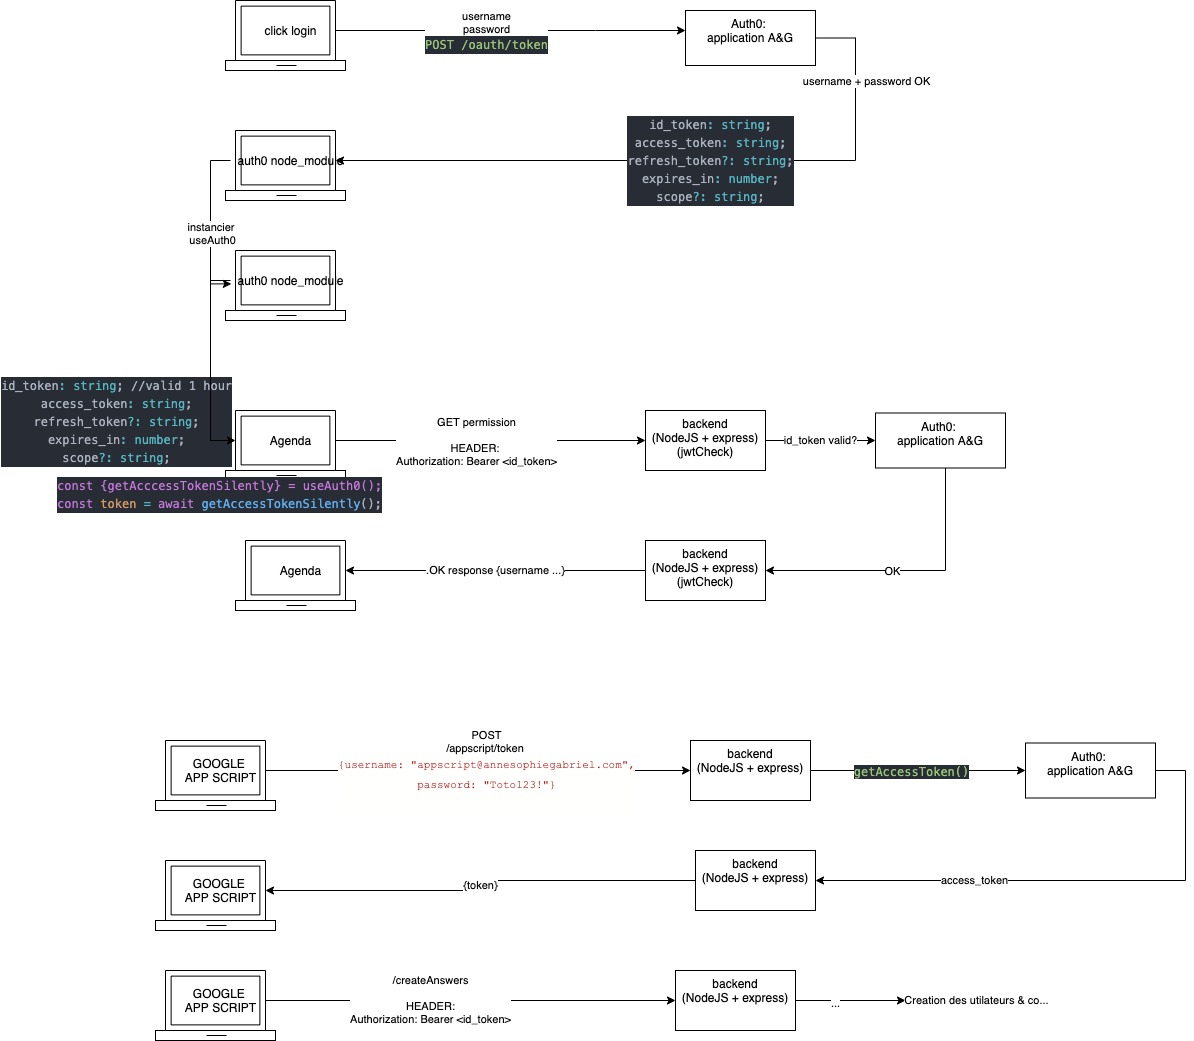 click login
username
password
POST /oauth/token
Auth0:
application A&G
username + password OK
id_token: string;
access_token: string;
refresh_token?: string;
expires_in: number;
scope?: string;
auth0 node_module
instancier
useAuth0
auth0 node_module
id_token: string; //valid 1 hour
access_token: string;
refresh_token?: string;
expires_in: number;
scope?: string;
Agenda
const {getAcccessTokenSilently} = useAuth0();
const token = await getAccessTokenSilently();
GET permission
HEADER:
Authorization: Bearer <id_token>
backend
(NodeJS + express)
(jwtCheck)
id_token valid?
Auth0:
application A&G
Agenda
.OK response {username ...}
backend
(NodeJS + express)
(jwtCheck)
OK
GOOGLE
APP SCRIPT
POST
/appscript/token
{username: "appscript@annesophiegabriel.com",
password: "Toto123!"}
backend
(NodeJS + express)
getAccessToken()
Auth0:
application A&G
GOOGLE
APP SCRIPT
{token}
backend
(NodeJS + express)
access_token
GOOGLE
APP SCRIPT
/createAnswers
HEADER:
Authorization: Bearer <id_token>
backend
(NodeJS + express)
...
Creation des utilateurs & co...